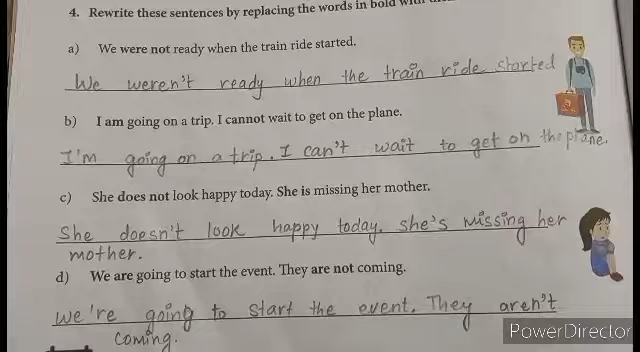 4. Rewrite these sentences by replacing the words in bold with
a) We were not ready when the train ride started.
We weren't ready when the train ride started
b) I am going on a trip. I cannot wait to get on the plane.
I'm going on a trip. I can't wait to get on the plane.
c) She does not look happy today. She is missing her mother.
She doesn't look happy today. she's missing her
mother.
d) We are going to start the event. They are not coming.
we're going to start the event. They aren't
coming.
PowerDirector